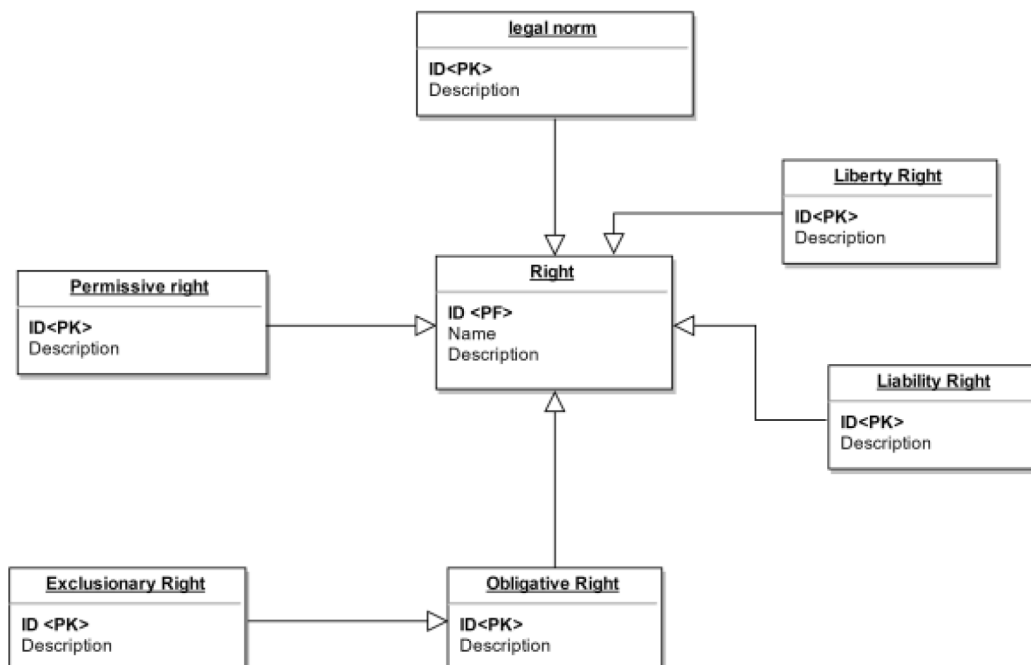 legal norm
ID<PK>
Description
Liberty Right
ID<PK>
Description
Right
ID <PF>
Name
Description
Permissive right
ID<PK>
Description
Liability Right
ID<PK>
Description
Exclusionary Right
ID <PK>
Description
Obligative Right
ID<PK>
Description